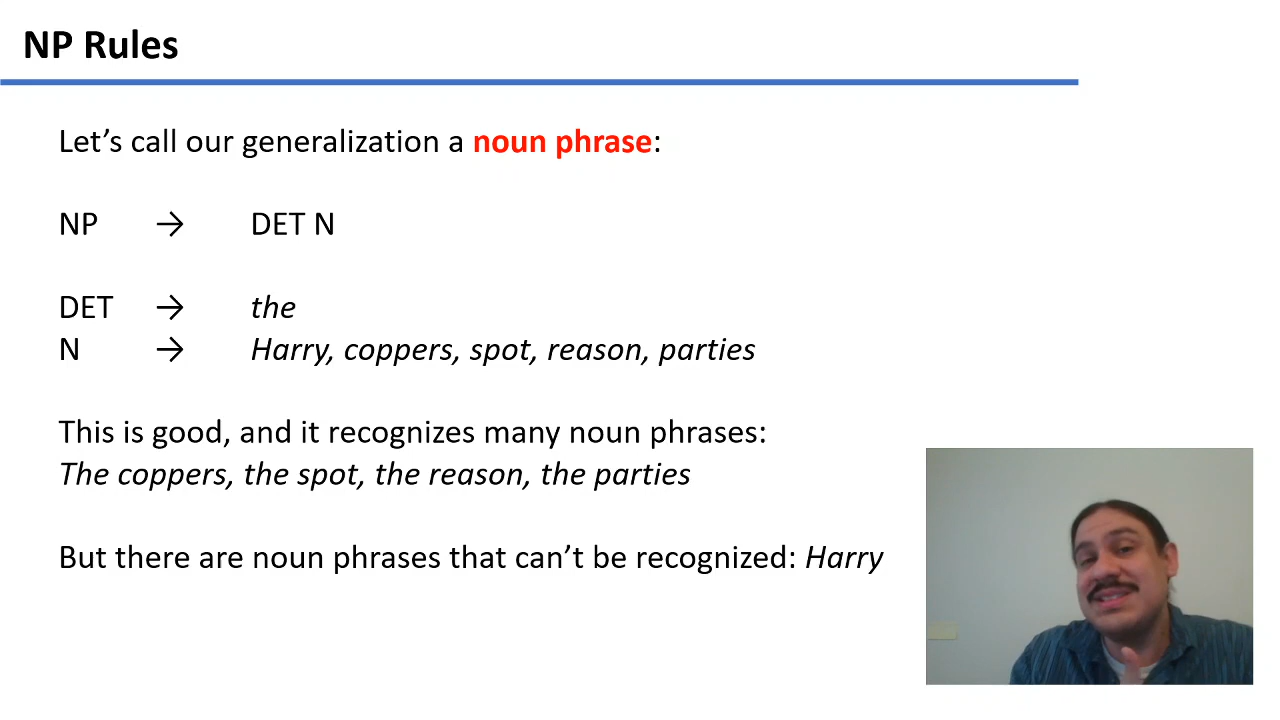 NP Rules
Let’s call our generalization a noun phrase:
NP → DET N
DET → the
N → Harry, coppers, spot, reason, parties
This is good, and it recognizes many noun phrases:
The coppers, the spot, the reason, the parties
But there are noun phrases that can’t be recognized: Harry